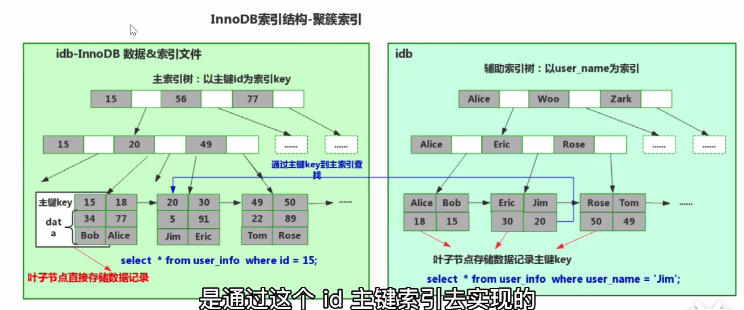 InnoDB索引结构-聚簇索引
idb-InnoDB 数据&索引文件
主索引树：以主键id为索引key
15 56 77
15 20 49 ...... ......
通过主键key到主索引查找
主键key 15 18 20 30 49 50 ......
data 34 77 5 91 22 89
Bob Alice Jim Eric Tom Rose
select * from user_info where id = 15;
叶子节点直接存储数据记录
idb
辅助索引树：以user_name为索引
Alice Woo Zark
Alice Eric Rose ...... ......
Alice Bob Eric Jim Rose Tom ......
18 15 30 20 50 49
叶子节点存储数据记录主键key
select * from user_info where user_name = 'Jim';
是通过这个 id 主键索引去实现的